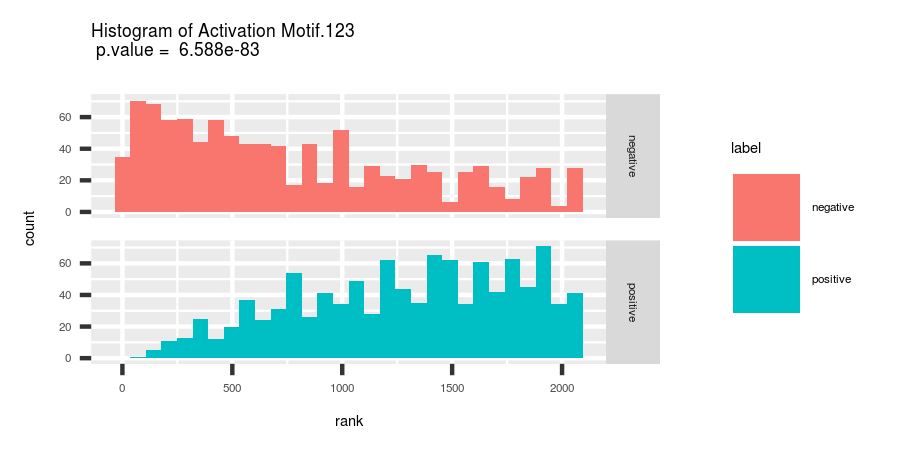 Histogram of Activation Motif.123
p.value = 6.588e-83
count
60
40
20
0
negative
60
40
20
0
positive
0 500 1000 1500 2000
rank
label
negative
positive